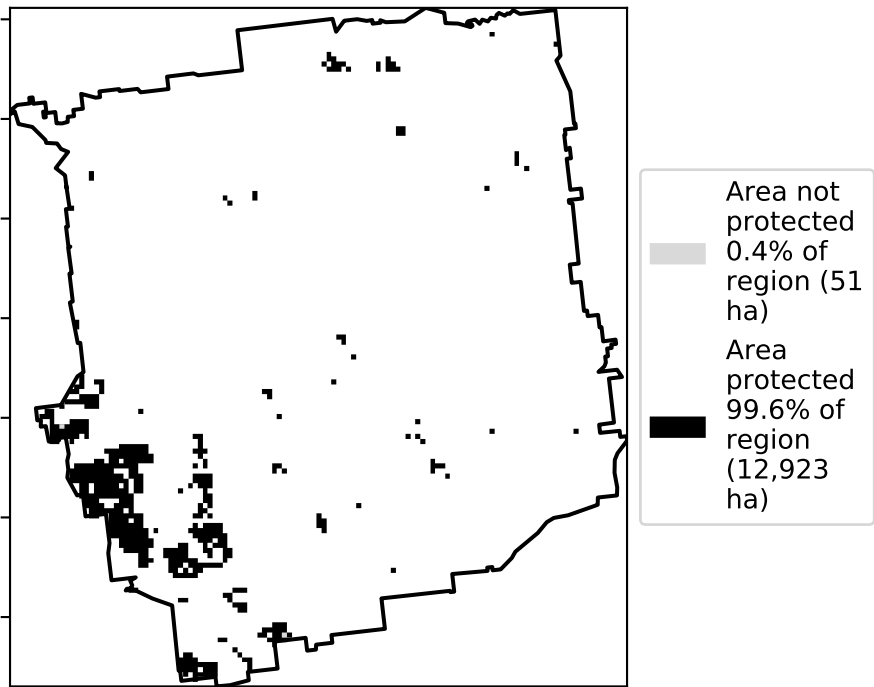 Area not
protected
0.4% of
region (51
ha)
Area
protected
99.6% of
region
(12,923
ha)